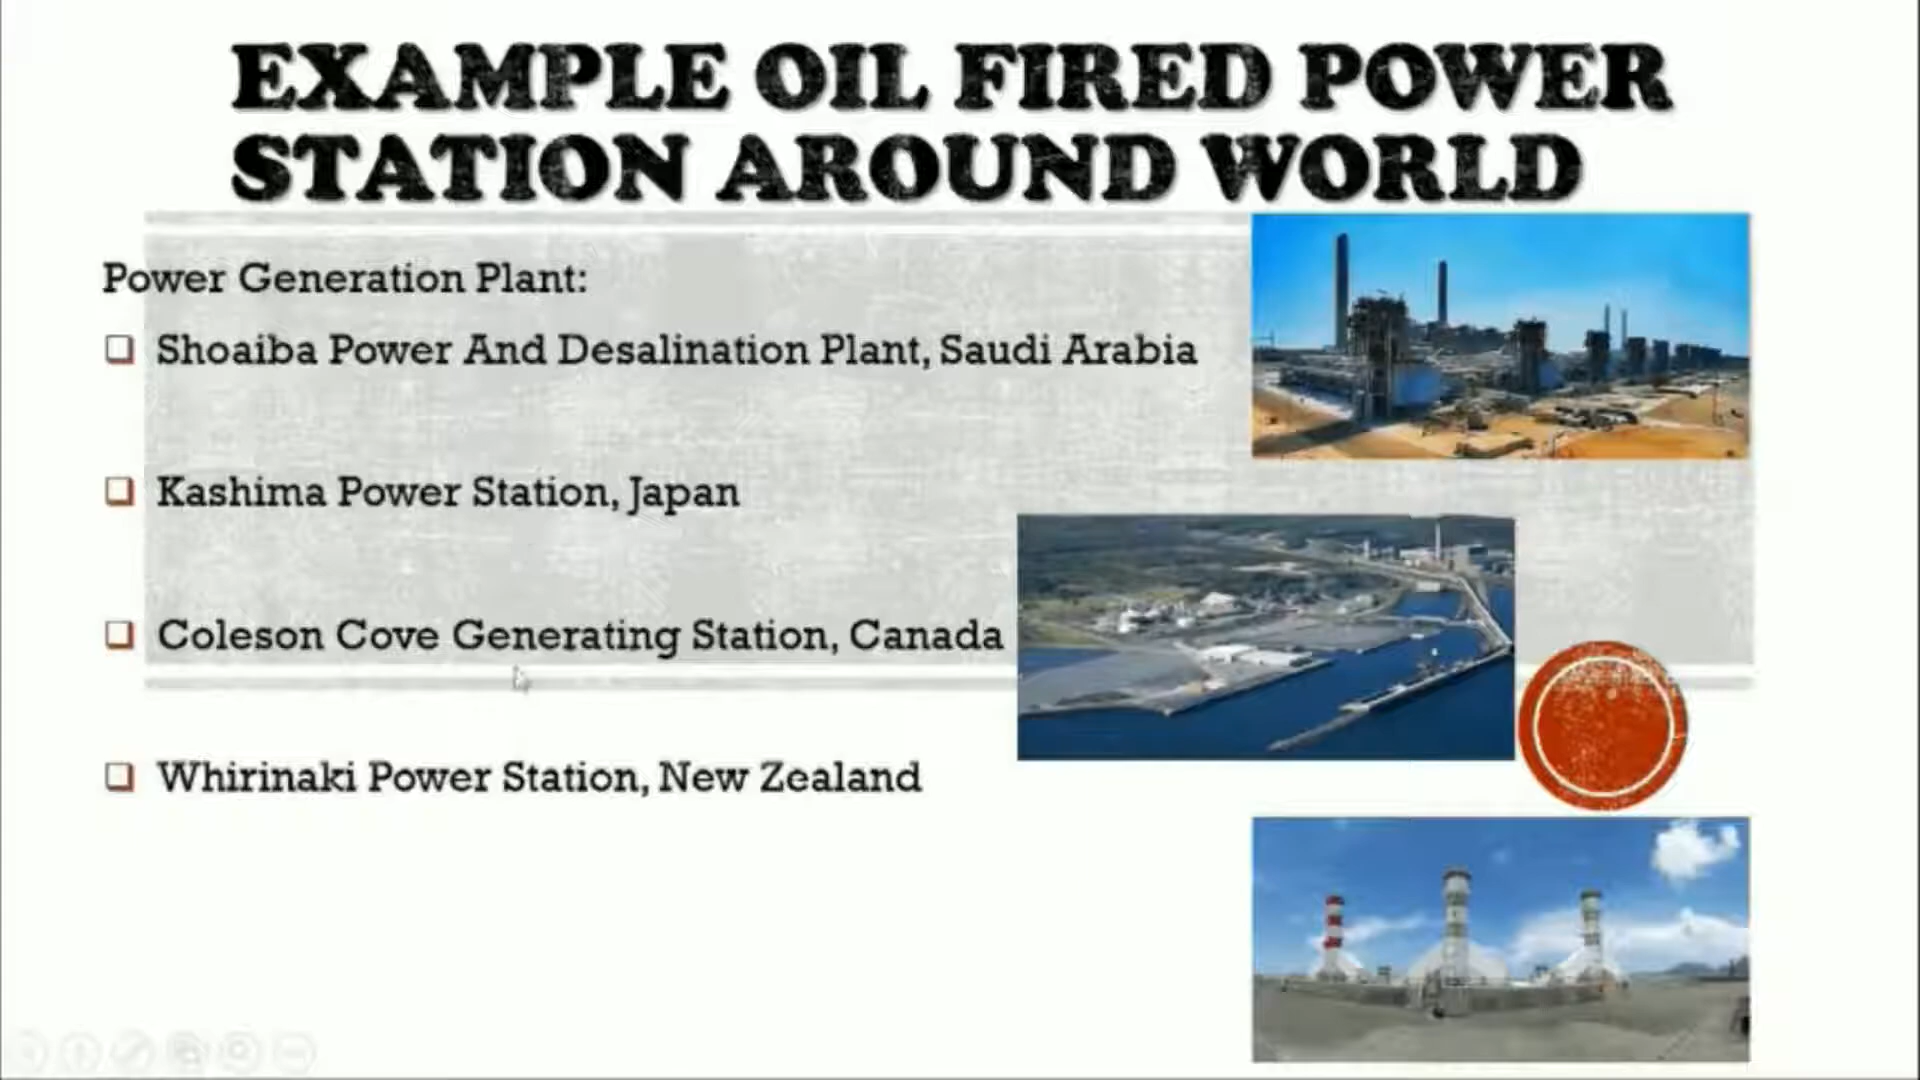 EXAMPLE OIL FIRED POWER
STATION AROUND WORLD
Power Generation Plant:
Shoaiba Power And Desalination Plant, Saudi Arabia
Kashima Power Station, Japan
Coleson Cove Generating Station, Canada
Whirinaki Power Station, New Zealand